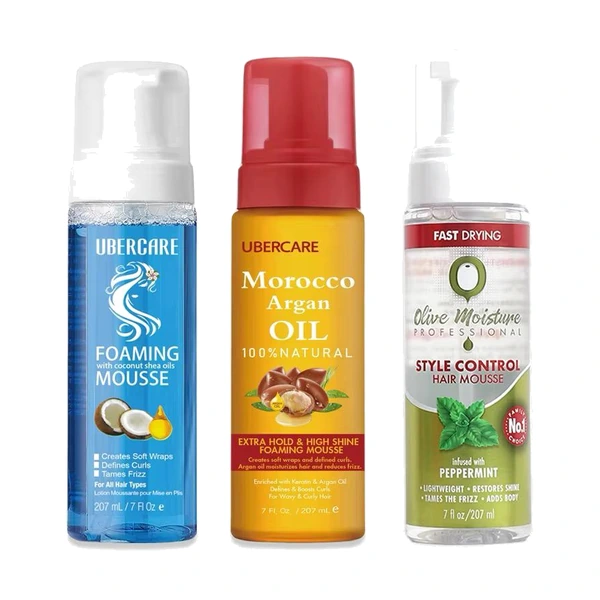 UBERCARE
FOAMING
with coconut shea oils
MOUSSE
Creates Soft Wraps
Defines Curls
Tames Frizz
For All Hair Types
Lotion Moussante pour Mise en Plis
207 mL / 7 Fl Oz e
UBERCARE
Morocco
Argan
OIL
100%NATURAL
EXTRA HOLD & HIGH SHINE
FOAMING MOUSSE
Creates soft wraps and defined curls.
Argan oil moisturizes hair and reduces frizz.
Enriched with Keratin & Argan Oil
Defines & Boosts Curls
For Wavy & Curly Hair
7 Fl. Oz. / 207 mL e
FAST DRYING
Olive Moisture
PROFESSIONAL
STYLE CONTROL
HAIR MOUSSE
FAMILY
No.1
CHOICE
Infused with
PEPPERMINT
• LIGHTWEIGHT • RESTORES SHINE
• TAMES THE FRIZZ • ADDS BODY
7 fl oz/207 ml